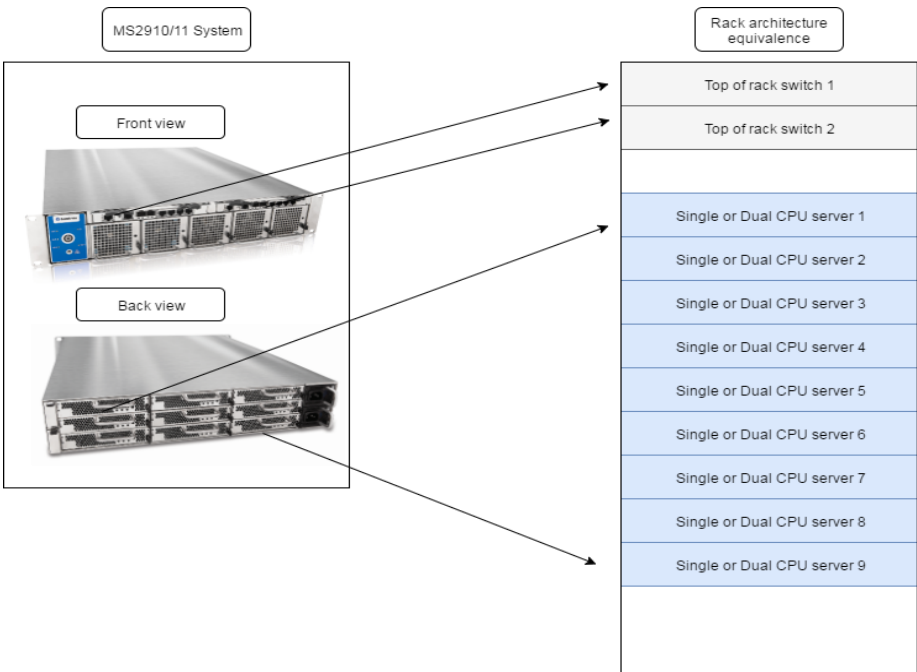 MS2910/11 System
Rack architecture
equivalence
Front view
Back view
Top of rack switch 1
Top of rack switch 2
Single or Dual CPU server 1
Single or Dual CPU server 2
Single or Dual CPU server 3
Single or Dual CPU server 4
Single or Dual CPU server 5
Single or Dual CPU server 6
Single or Dual CPU server 7
Single or Dual CPU server 8
Single or Dual CPU server 9